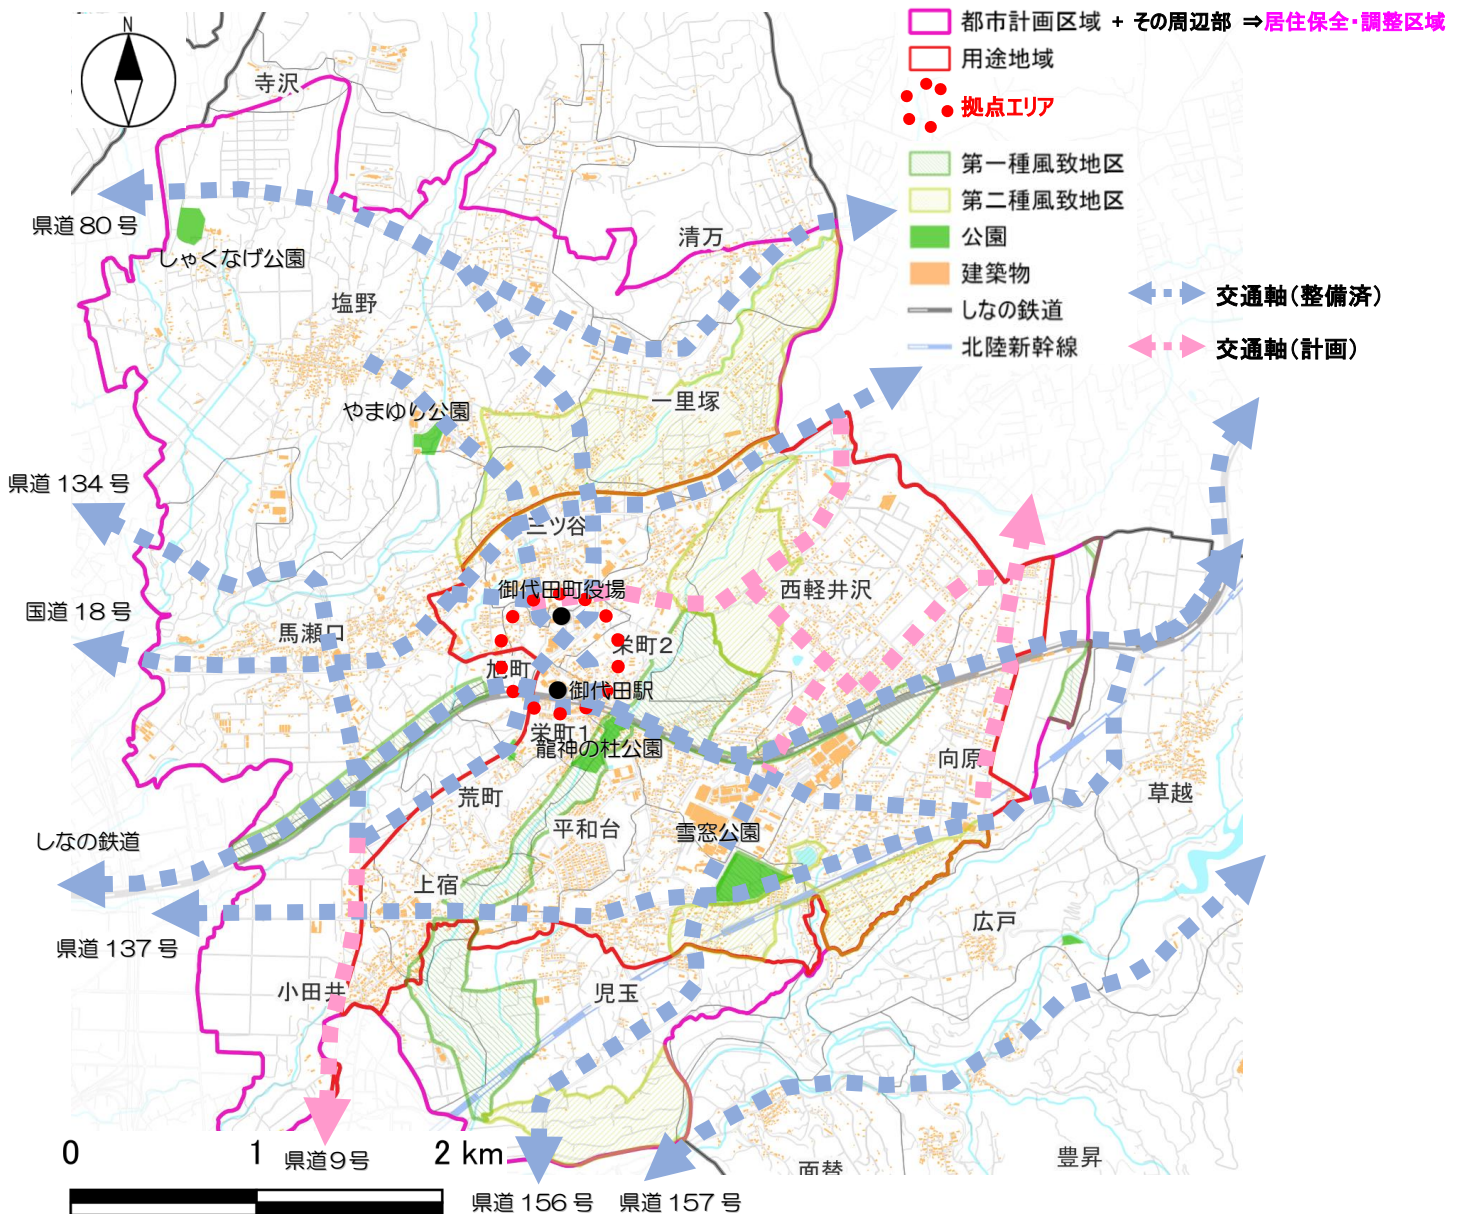 N
都市計画区域 + その周辺部 ⇒居住保全・調整区域
用途地域
拠点エリア
第一種風致地区
第二種風致地区
公園
建築物
しなの鉄道
北陸新幹線
交通軸（整備済）
交通軸（計画）
寺沢
県道 80 号
しゃくなげ公園
清万
塩野
一里塚
やまゆり公園
県道 134 号
三ツ谷
御代田町役場
西軽井沢
国道 18 号
馬瀬口
栄町2
旭町
御代田駅
栄町1
龍神の杜公園
向原
荒町
草越
平和台
雪窓公園
しなの鉄道
上宿
広戸
県道 137 号
小田井
児玉
0
1
2 km
県道９号
面替
豊昇
県道 156 号
県道 157 号